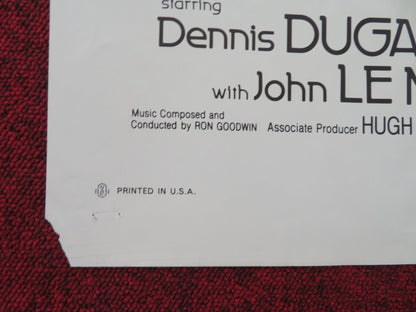 starring
Dennis DUGA
with John LE
Music Composed and
Conducted by RON GOODWIN Associate Producer HUGH
PRINTED IN U.S.A.